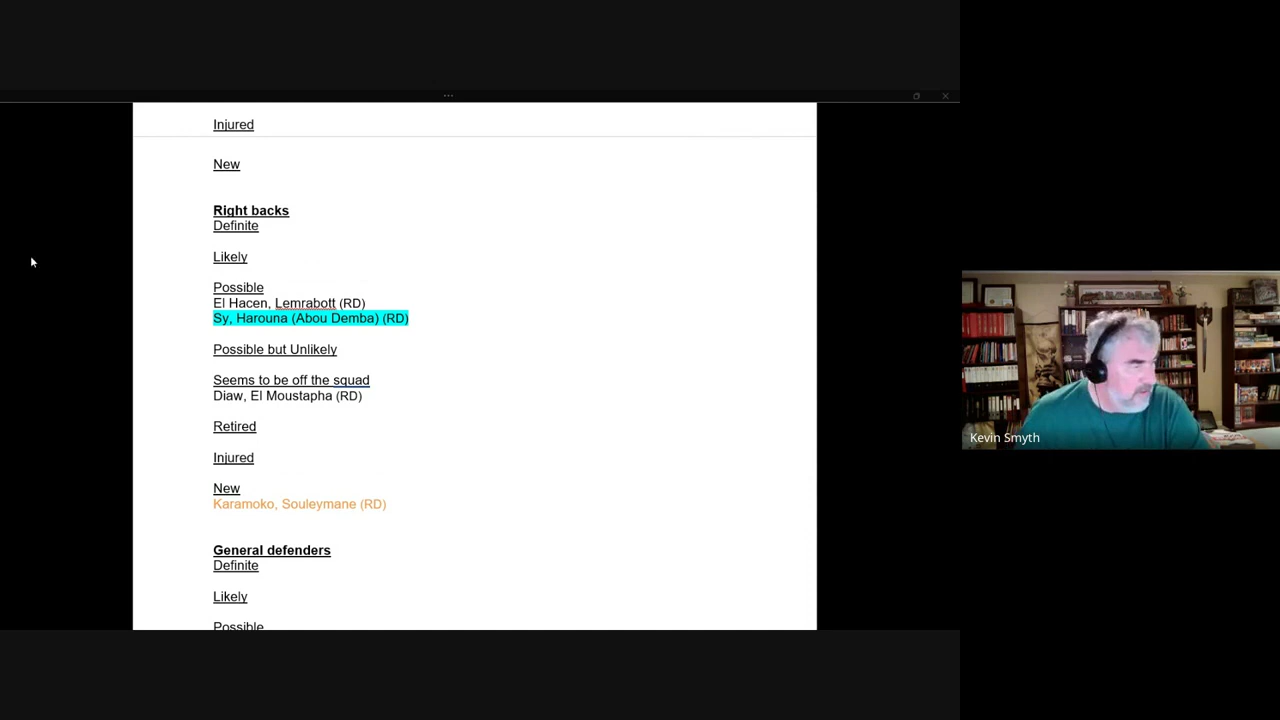 Injured
New
Right backs
Definite
Likely
Possible
El Hacen, Lemrabott (RD)
Sy, Harouna (Abou Demba) (RD)
Possible but Unlikely
Seems to be off the squad
Diaw, El Moustapha (RD)
Retired
Injured
New
Karamoko, Souleymane (RD)
General defenders
Definite
Likely
Possible
Kevin Smyth